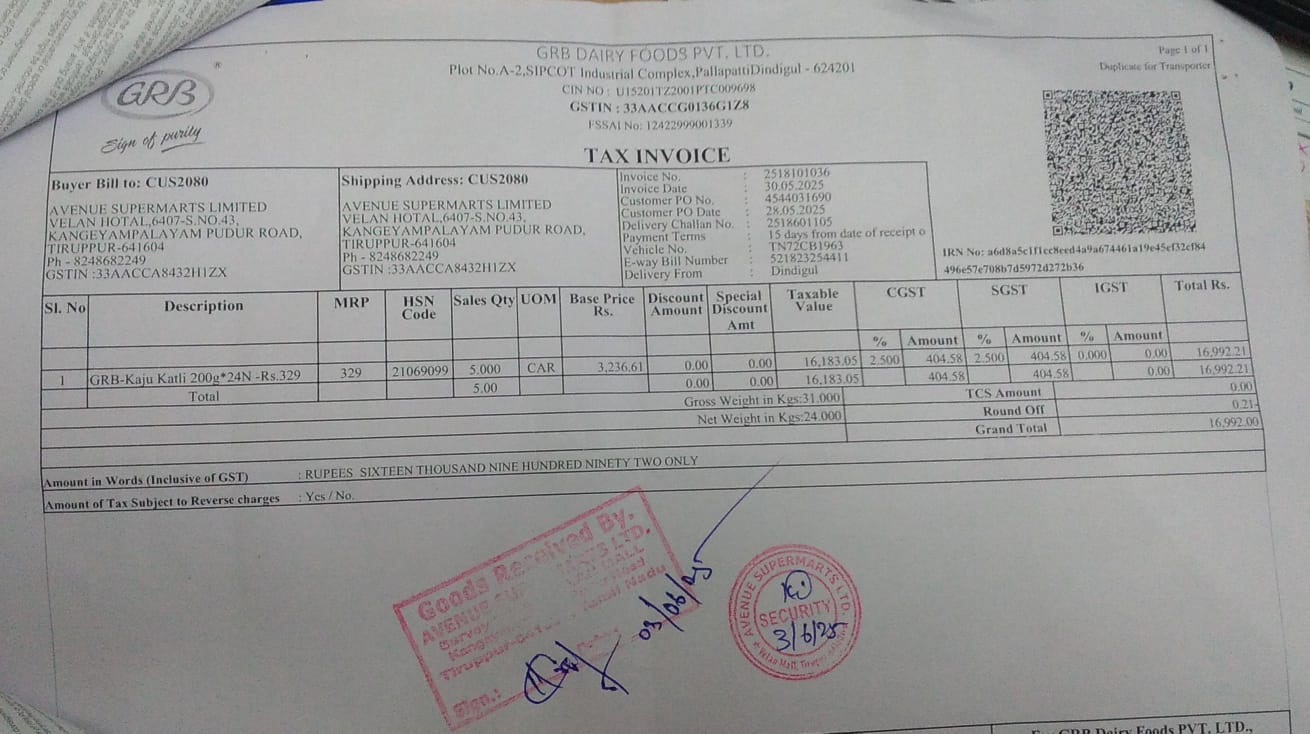 GRB DAIRY FOODS PVT. LTD.
Page 1 of 1
Plot No.A-2,SIPCOT Industrial Complex,PallapattiDindigul - 624201
Duplicate for Transporter
CIN NO : U15201TZ2001PTC009698
GSTIN : 33AACCG0136G1Z8
FSSAI No: 12422999001339
GRB
Sign of purity
TAX INVOICE
Buyer Bill to: CUS2080
AVENUE SUPERMARTS LIMITED
VELAN HOTAL,6407-S.NO.43,
KANGEYAMPALAYAM PUDUR ROAD,
TIRUPPUR-641604
Ph - 8248682249
GSTIN :33AACCA8432H1ZX
Shipping Address: CUS2080
AVENUE SUPERMARTS LIMITED
VELAN HOTAL,6407-S.NO.43,
KANGEYAMPALAYAM PUDUR ROAD,
TIRUPPUR-641604
Ph - 8248682249
GSTIN :33AACCA8432H1ZX
Invoice No. : 2518101036
Invoice Date : 30.05.2025
Customer PO No. : 4544031690
Customer PO Date : 28.05.2025
Delivery Challan No. : 2518601105
Payment Terms : 15 days from date of receipt o
Vehicle No. : TN72CB1963
E-way Bill Number : 521823254411
Delivery From : Dindigul
IRN No: a6d8a5c1f1cc8eed4a9a674461a19e45ef32cf84
496e57e708b7d5972d272b36
Sl. No Description MRP HSN Code Sales Qty UOM Base Price Rs. Discount Amount Special Discount Amt Taxable Value CGST SGST IGST Total Rs.
% Amount % Amount % Amount
1 GRB-Kaju Katli 200g*24N -Rs.329 329 21069099 5.000 CAR 3,236.61 0.00 0.00 16,183.05 2.500 404.58 2.500 404.58 0.000 0.00 16,992.21
Total 5.00 0.00 0.00 16,183.05 404.58 404.58 0.00 16,992.21
Gross Weight in Kgs:31.000 TCS Amount 0.00
Net Weight in Kgs:24.000 Round Off 0.21-
Grand Total 16,992.00
Amount in Words (Inclusive of GST) : RUPEES SIXTEEN THOUSAND NINE HUNDRED NINETY TWO ONLY
Amount of Tax Subject to Reverse charges : Yes / No.
Goods Received By.
AVENUE
LTD.
MALL
Road
Tamil Nadu
Sign.:
03/06/25
AVENUE SUPERMARTS LTD.
SECURITY
3/6/25
GRB Dairy Foods PVT. LTD.,